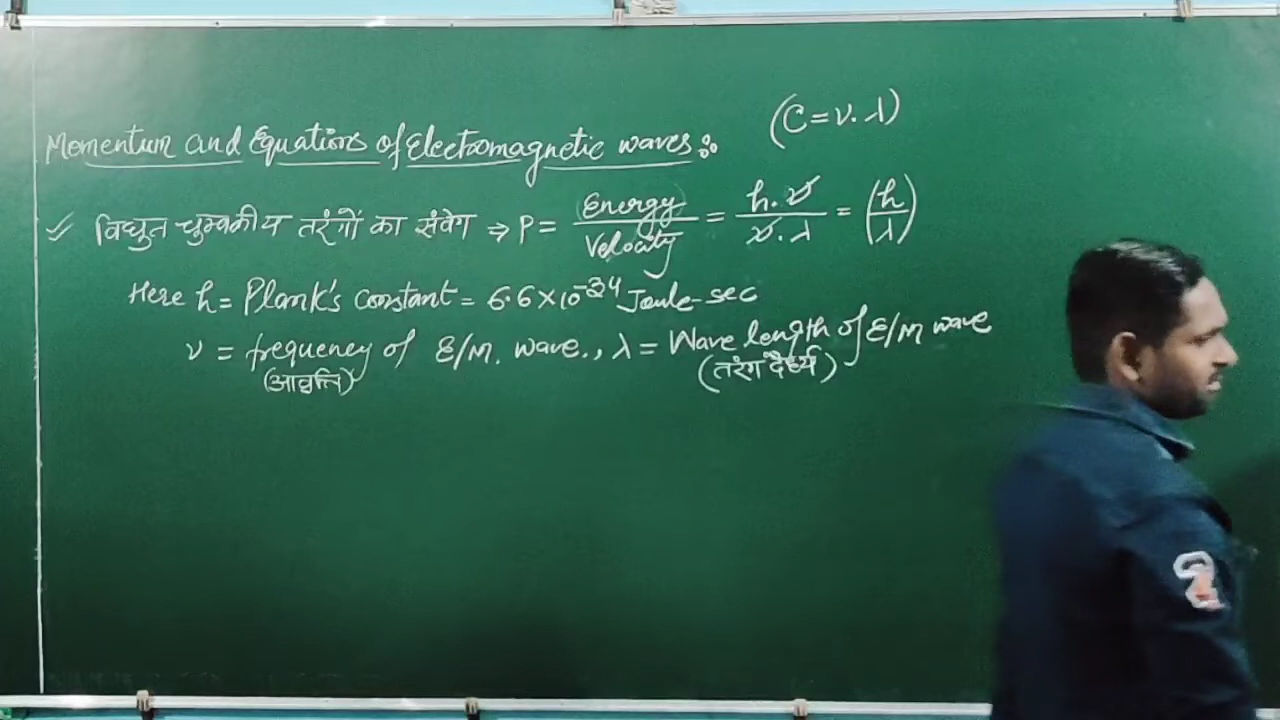 (C = ν. λ)
Momentum and Equations of Electromagnetic waves :
विधुत चुम्बकीय तरंगों का संवेग ⇒ P = Energy / Velocity = h. ν / ν. λ = (h / λ)
Here h = Plank's constant = 6.6 × 10⁻³⁴ Joule-sec
ν = frequency of E/M. wave., λ = Wave length of E/M wave
(आवृत्ति) (तरंग दैर्ध्य)